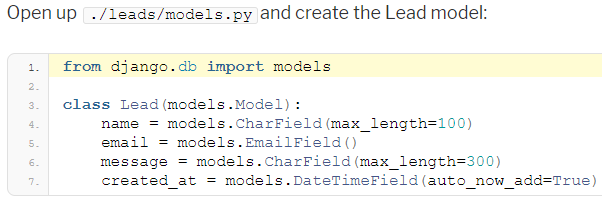 Open up ./leads/models.py and create the Lead model:
1. from django.db import models
2.
3. class Lead(models.Model):
4.     name = models.CharField(max_length=100)
5.     email = models.EmailField()
6.     message = models.CharField(max_length=300)
7.     created_at = models.DateTimeField(auto_now_add=True)